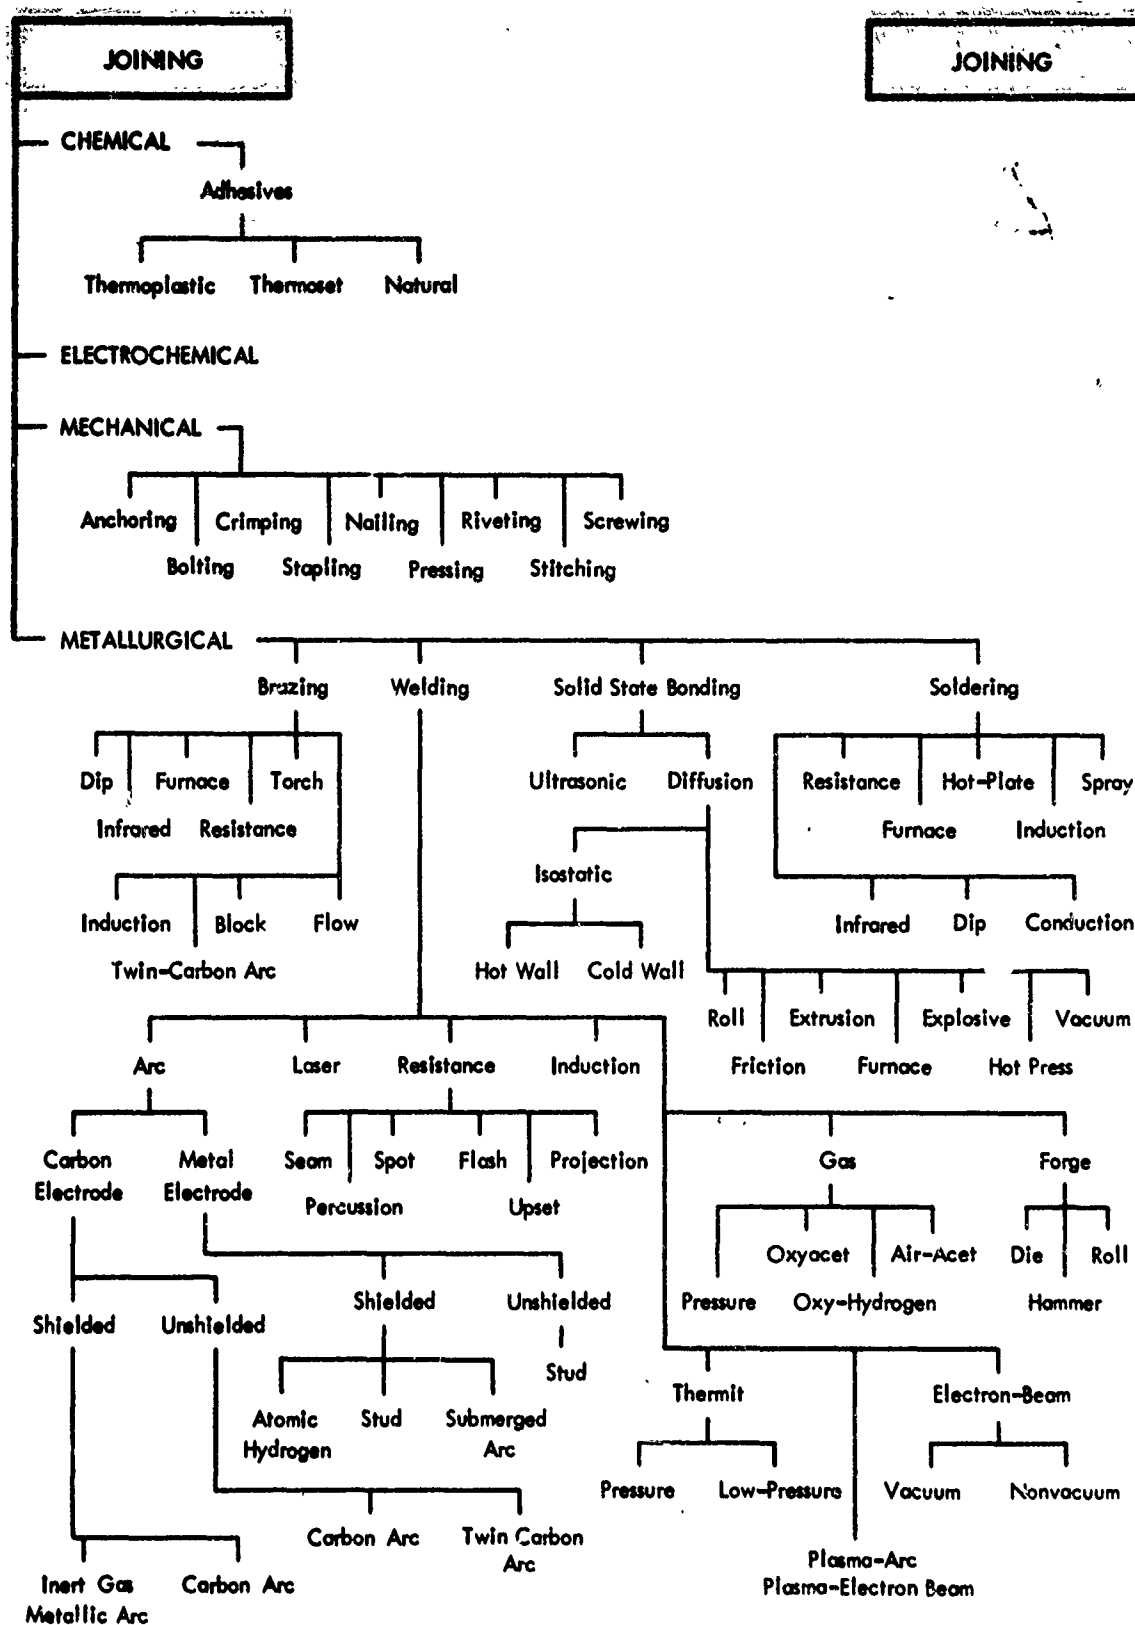 JOINING
JOINING
CHEMICAL
Adhesives
Thermoplastic Thermoset Natural
ELECTROCHEMICAL
MECHANICAL
Anchoring Crimping Nailing Riveting Screwing
Bolting Stapling Pressing Stitching
METALLURGICAL
Brazing Welding Solid State Bonding Soldering
Dip Furnace Torch
Infrared Resistance
Induction Block Flow
Twin-Carbon Arc
Ultrasonic Diffusion
Isostatic
Hot Wall Cold Wall
Roll Extrusion Explosive Vacuum
Friction Furnace Hot Press
Resistance Hot-Plate Spray
Furnace Induction
Infrared Dip Conduction
Arc Laser Resistance Induction
Carbon
Electrode
Metal
Electrode
Seam Spot Flash Projection
Percussion Upset
Gas Forge
Oxyacet Air-Acet
Pressure Oxy-Hydrogen
Die Roll
Hammer
Shielded Unshielded
Shielded Unshielded
Stud
Atomic
Hydrogen
Stud
Submerged
Arc
Carbon Arc
Twin Carbon
Arc
Inert Gas
Metallic Arc
Carbon Arc
Thermit Electron-Beam
Pressure Low-Pressure Vacuum Nonvacuum
Plasma-Arc
Plasma-Electron Beam